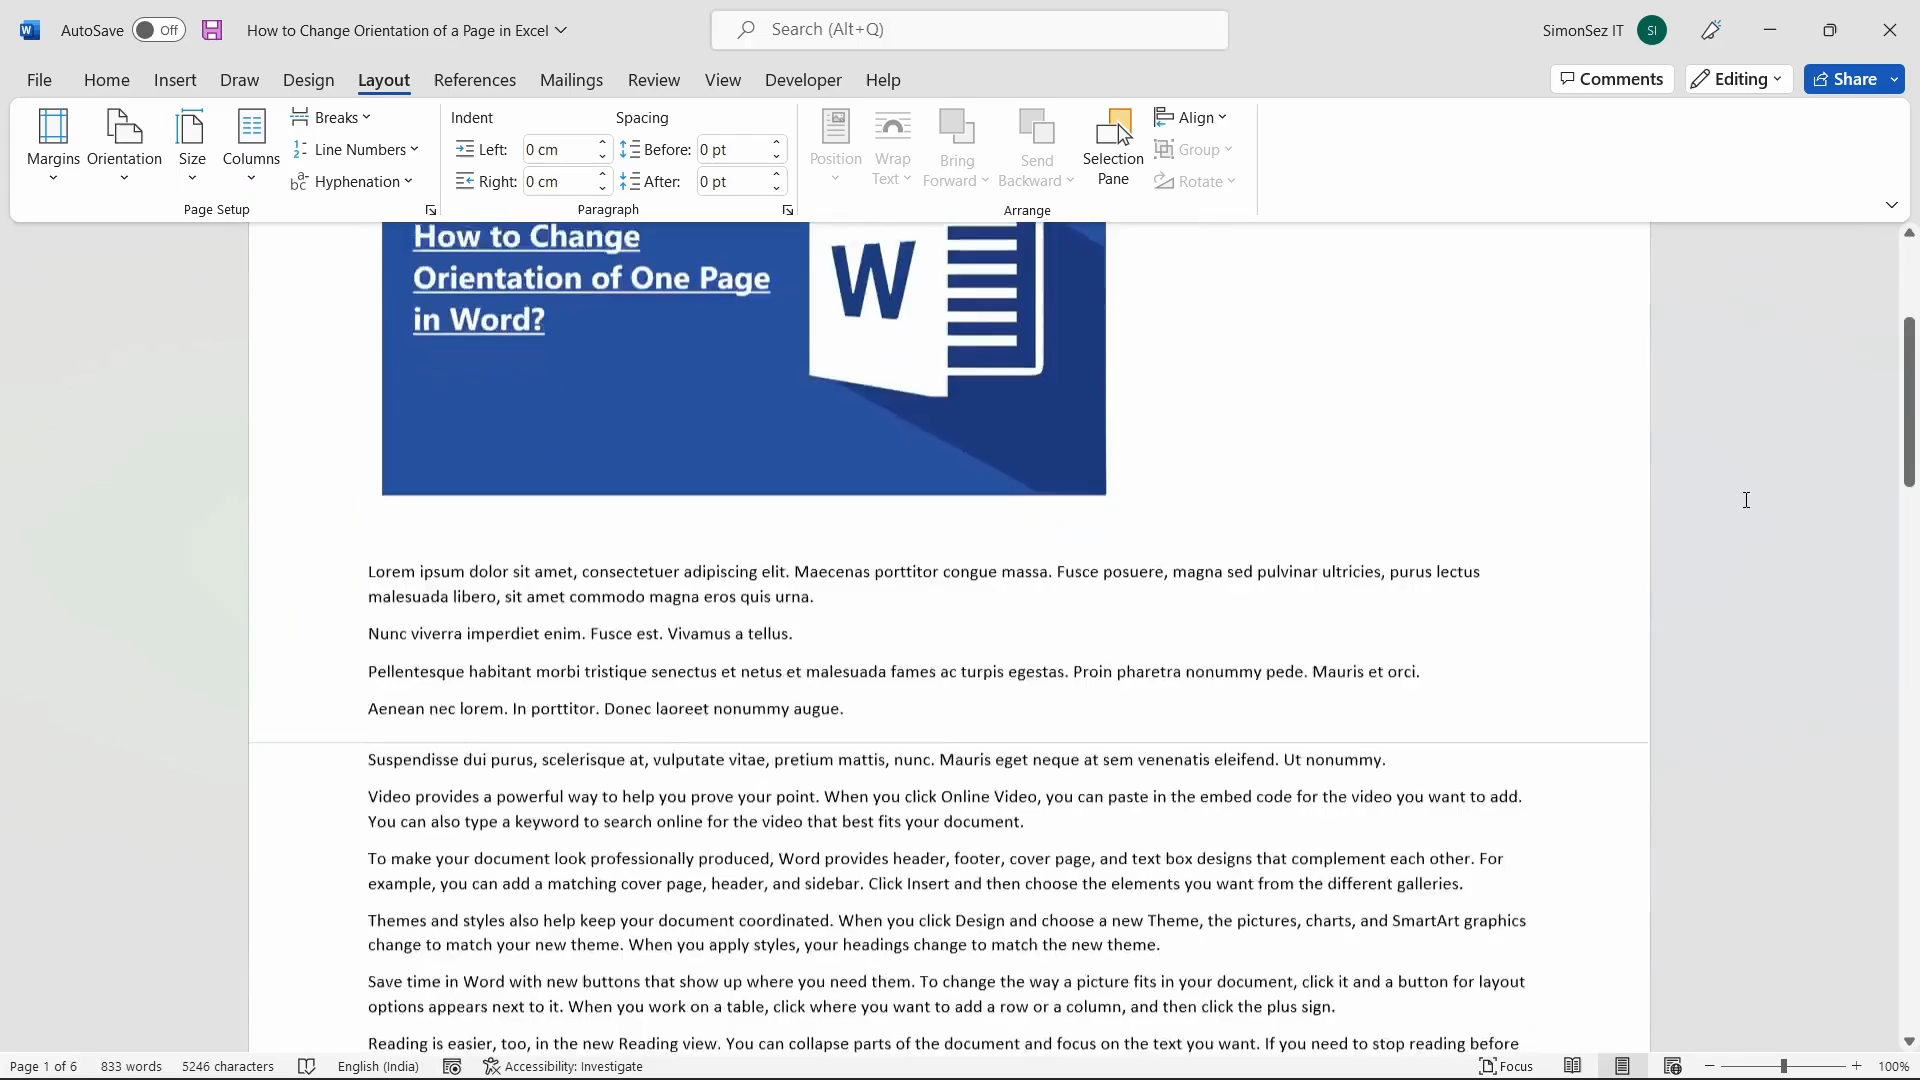 AutoSave Off How to Change Orientation of a Page in Excel Search (Alt+Q) SimonSez IT SI
File Home Insert Draw Design Layout References Mailings Review View Developer Help Comments Editing Share
Margins Orientation Size Columns
Breaks
Line Numbers
Hyphenation
Page Setup
Indent Spacing
Left: 0 cm Before: 0 pt
Right: 0 cm After: 0 pt
Paragraph
Position
Wrap Text
Bring Forward
Send Backward
Selection Pane
Align
Group
Rotate
Arrange
How to Change
Orientation of One Page
in Word?
W
Lorem ipsum dolor sit amet, consectetuer adipiscing elit. Maecenas porttitor congue massa. Fusce posuere, magna sed pulvinar ultricies, purus lectus
malesuada libero, sit amet commodo magna eros quis urna.
Nunc viverra imperdiet enim. Fusce est. Vivamus a tellus.
Pellentesque habitant morbi tristique senectus et netus et malesuada fames ac turpis egestas. Proin pharetra nonummy pede. Mauris et orci.
Aenean nec lorem. In porttitor. Donec laoreet nonummy augue.
Suspendisse dui purus, scelerisque at, vulputate vitae, pretium mattis, nunc. Mauris eget neque at sem venenatis eleifend. Ut nonummy.
Video provides a powerful way to help you prove your point. When you click Online Video, you can paste in the embed code for the video you want to add.
You can also type a keyword to search online for the video that best fits your document.
To make your document look professionally produced, Word provides header, footer, cover page, and text box designs that complement each other. For
example, you can add a matching cover page, header, and sidebar. Click Insert and then choose the elements you want from the different galleries.
Themes and styles also help keep your document coordinated. When you click Design and choose a new Theme, the pictures, charts, and SmartArt graphics
change to match your new theme. When you apply styles, your headings change to match the new theme.
Save time in Word with new buttons that show up where you need them. To change the way a picture fits in your document, click it and a button for layout
options appears next to it. When you work on a table, click where you want to add a row or a column, and then click the plus sign.
Reading is easier, too, in the new Reading view. You can collapse parts of the document and focus on the text you want. If you need to stop reading before
Page 1 of 6 833 words 5246 characters English (India) Accessibility: Investigate Focus 100%